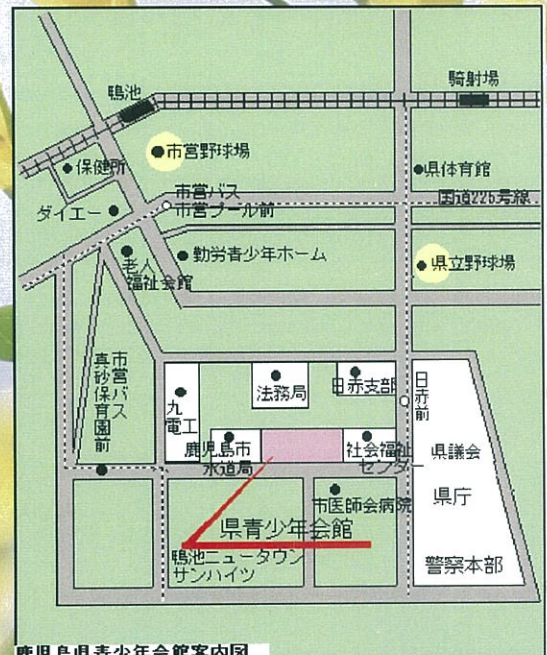 鴨池
騎射場
市営野球場
保健所
県体育館
市営バス
市営プール前
国道225号線
ダイエー
勤労青少年ホーム
老人
福祉会館
県立野球場
市営バス
真砂保育園前
九
電工
法務局
日赤支部
日赤前
鹿児島市
水道局
社会福祉
センター
県議会
県庁
市医師会病院
県青少年会館
鴨池ニュータウン
サンハイツ
警察本部
鹿児島県青少年会館案内図